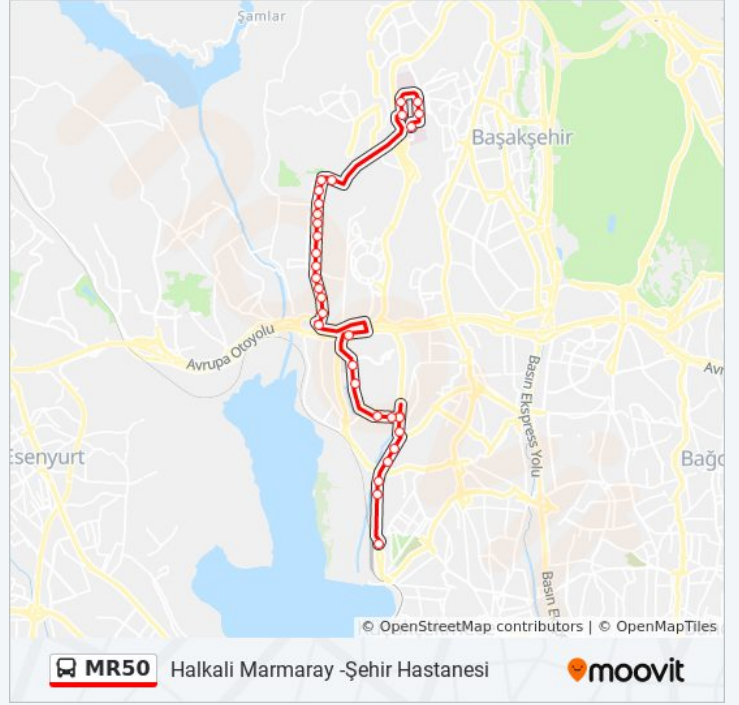 Şamlar
Başakşehir
Avrupa Otoyolu
Basın Ekspress Yolu
Avr
Esenyurt
Bağc
Basın E
© OpenStreetMap contributors | © OpenMapTiles
MR50 Halkali Marmaray -Şehir Hastanesi moovit